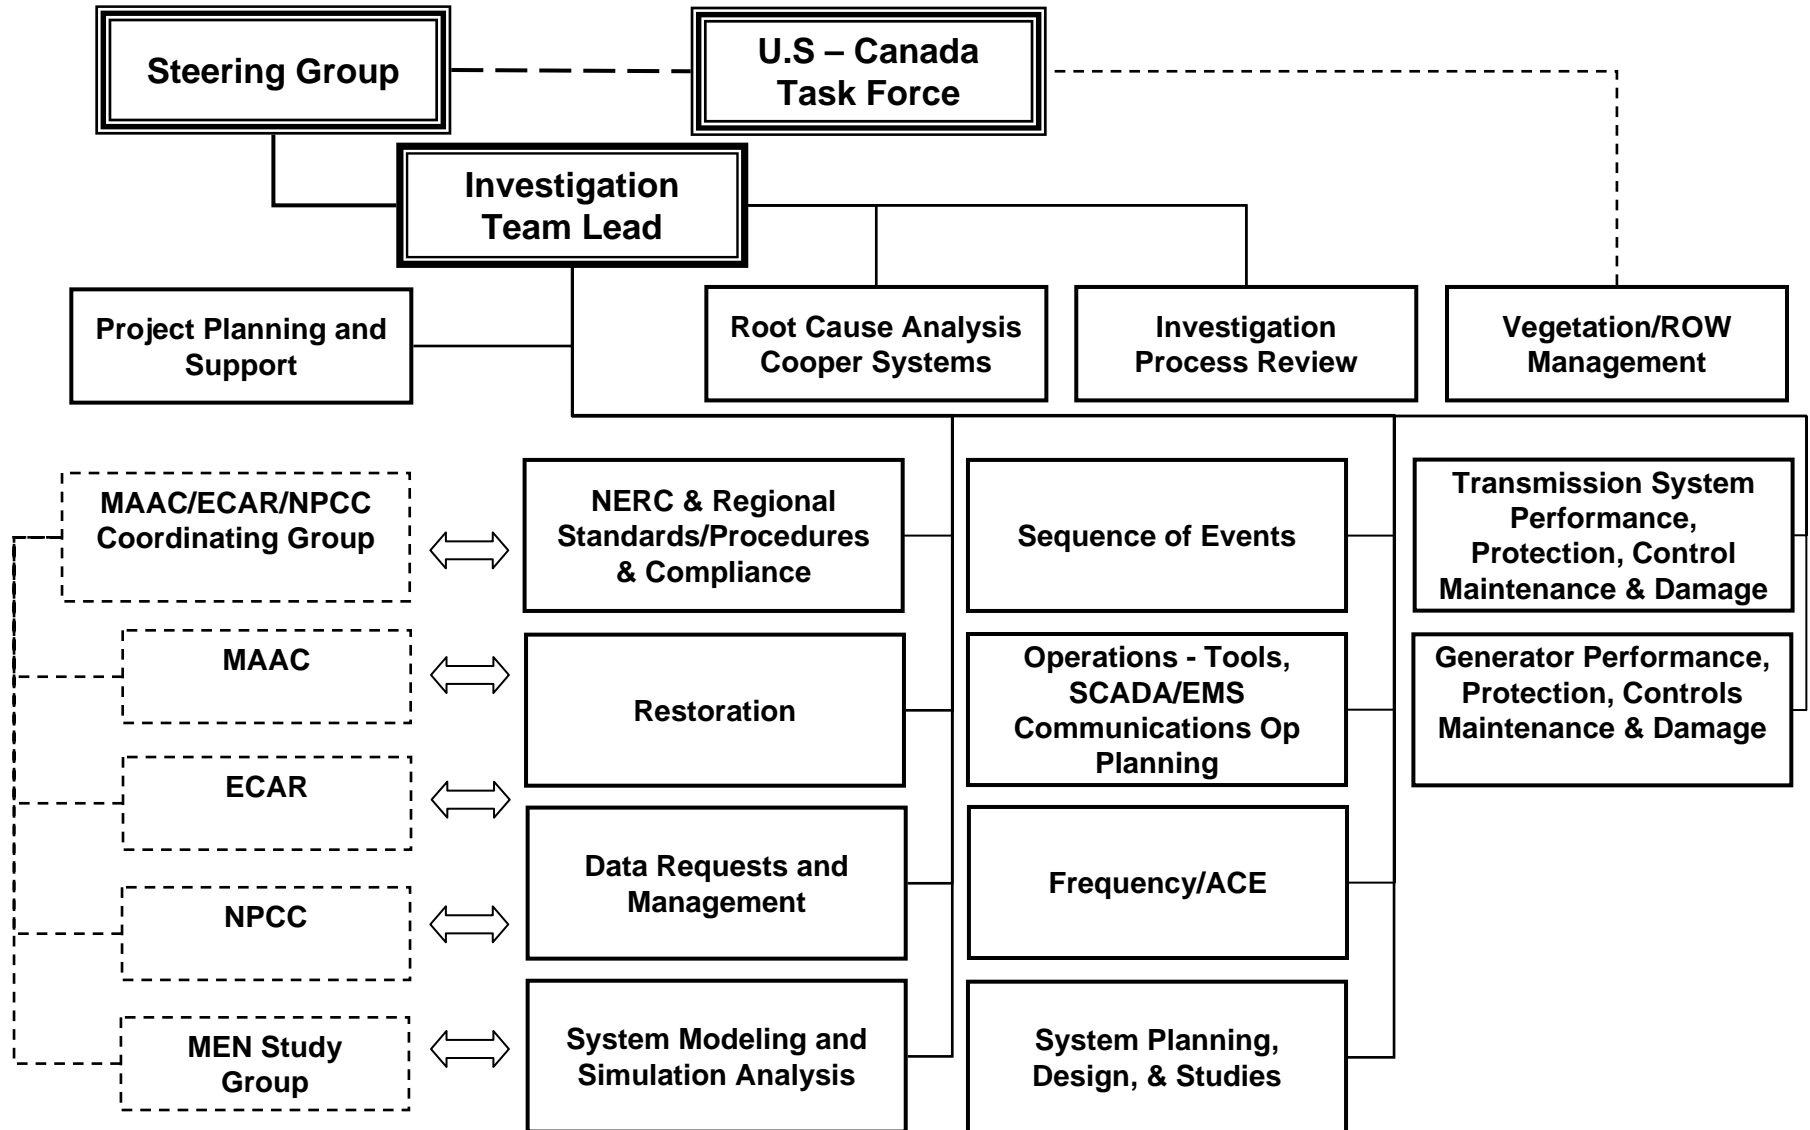 Steering Group
U.S – Canada
Task Force
Investigation
Team Lead
Project Planning and
Support
Root Cause Analysis
Cooper Systems
Investigation
Process Review
Vegetation/ROW
Management
MAAC/ECAR/NPCC
Coordinating Group
NERC & Regional
Standards/Procedures
& Compliance
Sequence of Events
Transmission System
Performance,
Protection, Control
Maintenance & Damage
MAAC
Restoration
Operations - Tools,
SCADA/EMS
Communications Op
Planning
Generator Performance,
Protection, Controls
Maintenance & Damage
ECAR
Data Requests and
Management
Frequency/ACE
NPCC
MEN Study
Group
System Modeling and
Simulation Analysis
System Planning,
Design, & Studies